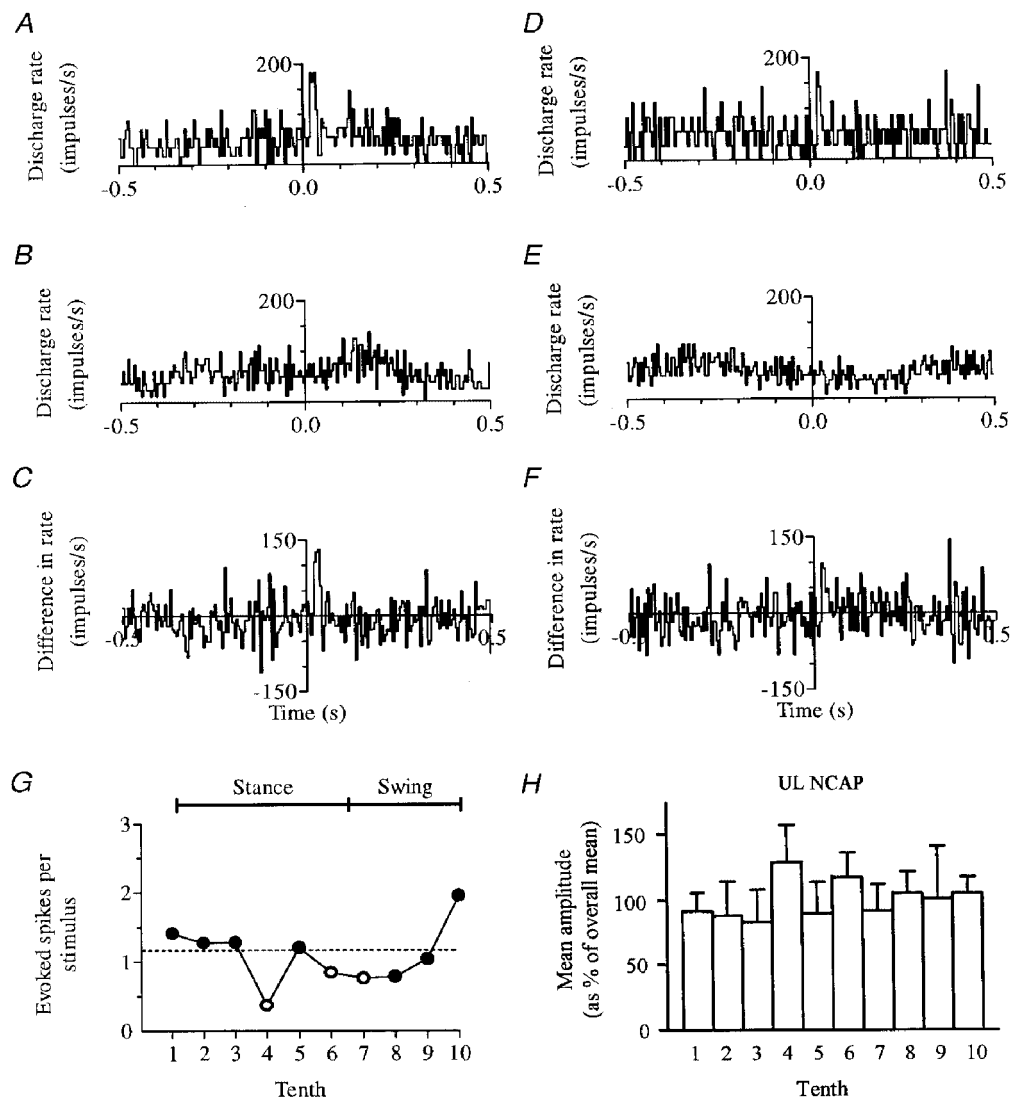 A
Discharge rate
(impulses/s)
200
-0.5
0.0
0.5
D
Discharge rate
(impulses/s)
200
-0.5
0.0
0.5
B
Discharge rate
(impulses/s)
200
-0.5
0.0
0.5
E
Discharge rate
(impulses/s)
200
-0.5
0.0
0.5
C
Difference in rate
(impulses/s)
150
-0.5
0.5
-150
Time (s)
F
Difference in rate
(impulses/s)
150
-0.5
0.5
-150
Time (s)
G
Stance
Swing
Evoked spikes per
stimulus
3
2
1
0
1 2 3 4 5 6 7 8 9 10
Tenth
H
UL NCAP
Mean amplitude
(as % of overall mean)
150
100
50
0
1 2 3 4 5 6 7 8 9 10
Tenth